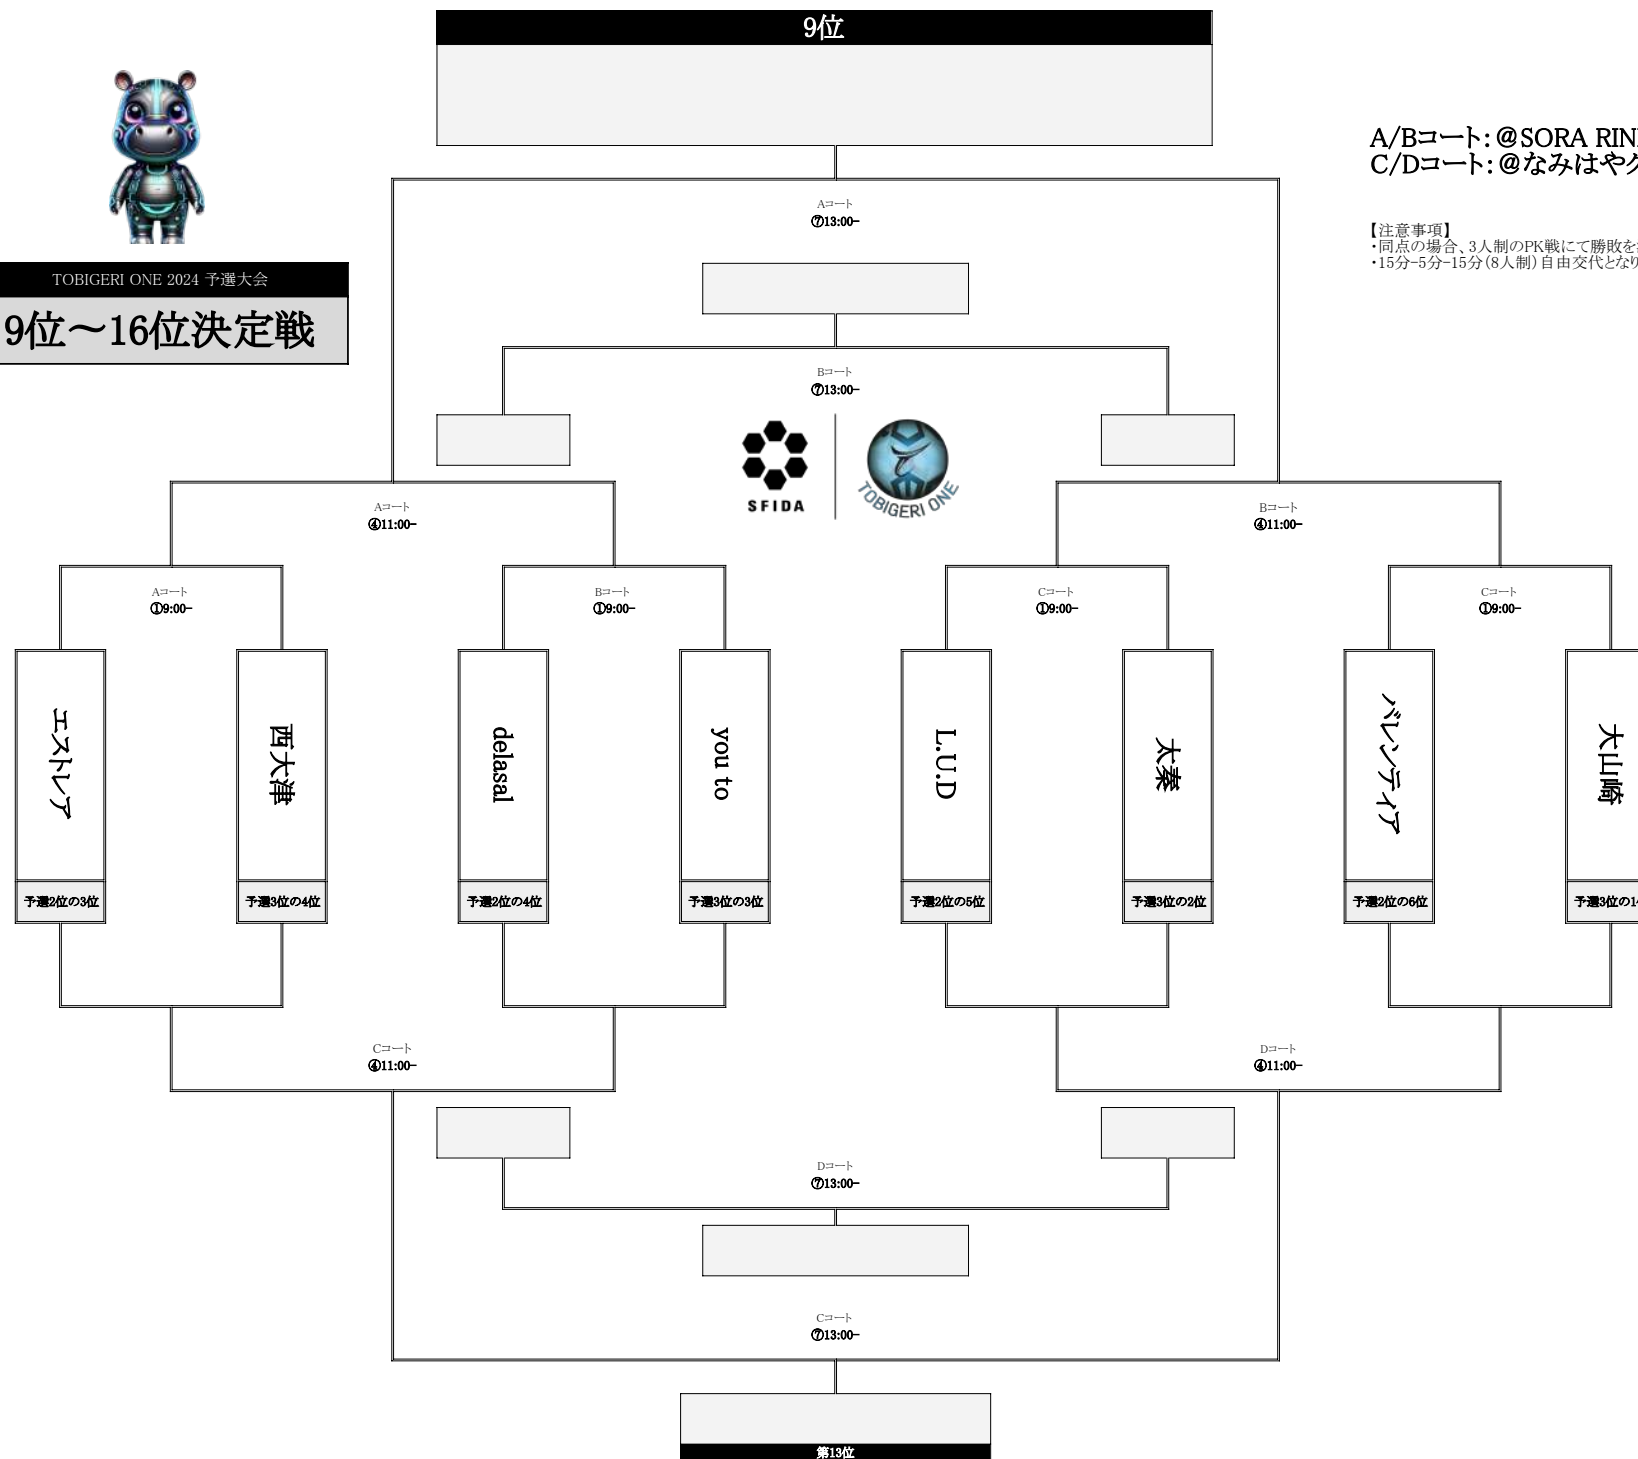 9位
A/Bコート：@SORA RIN
C/Dコート：@なみはや
【注意事項】
・同点の場合、3人制のPK戦にて勝敗を
・15分-5分-15分（8人制）自由交代となり
TOBIGERI ONE 2024 予選大会
9位～16位決定戦
Aコート
⑦13:00-
Bコート
⑦13:00-
SFIDA
TOBIGERI ONE
Aコート
④11:00-
Bコート
④11:00-
Aコート
①9:00-
Bコート
①9:00-
Cコート
①9:00-
Cコート
①9:00-
エストレア
西大津
delasal
you to
L.U.D
太秦
バレンティア
大山崎
予選2位の3位
予選3位の4位
予選2位の4位
予選3位の3位
予選2位の5位
予選3位の2位
予選2位の6位
予選3位の1
Cコート
④11:00-
Dコート
④11:00-
Dコート
⑦13:00-
Cコート
⑦13:00-
第13位